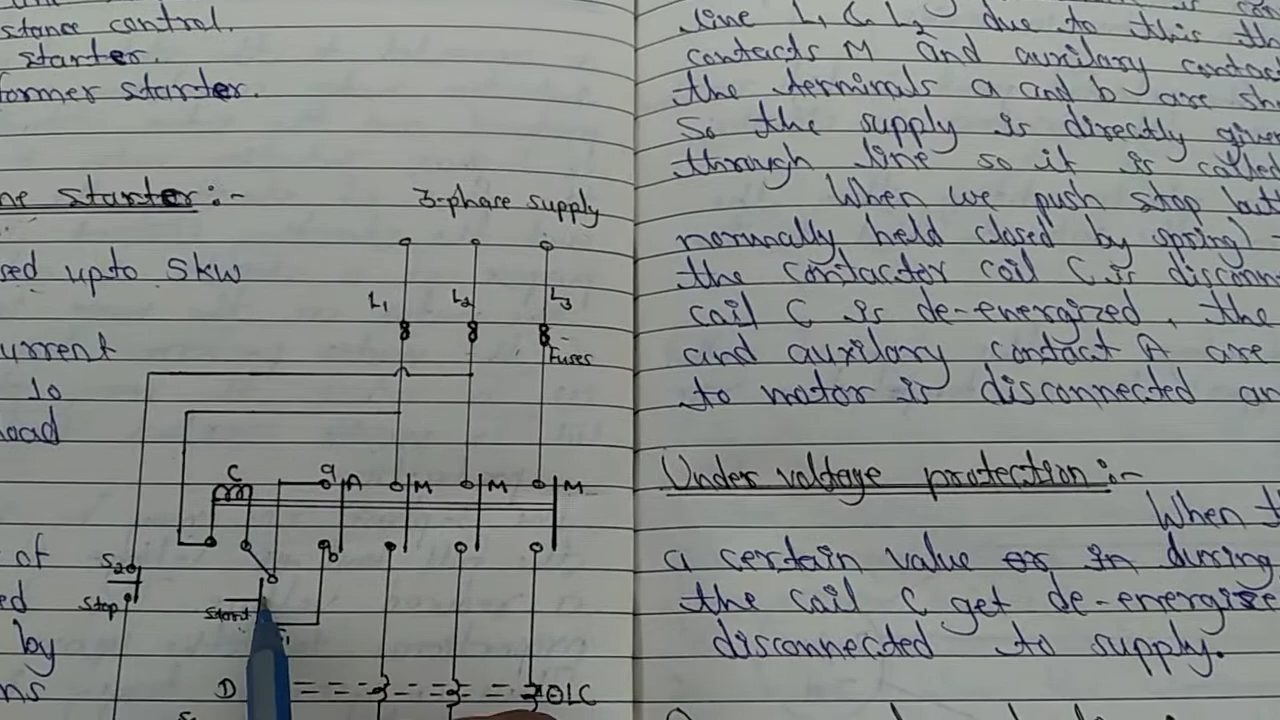 stance control.
starter.
former starter.
ne starter :-
sed upto 5kw
urrent
to
oad
of
ed
by
ns
3-phase supply
L1 L2 L3
Fuses
C a A M M M
b
S2
Stop
Start
D OLC
line L1 & L2 due to this th
contacts M and auxilary contac
the terminals a and b are sh
So the supply is directly give
through line so it is called
When we push stop but
normally held closed by spring)
the contactor coil C is disconn
coil C is de-energized, the
and auxilary contact A are
to motor is disconnected an
Under voltage protection :-
When t
a certain value or in during
the coil C get de-energise
disconnected to supply.